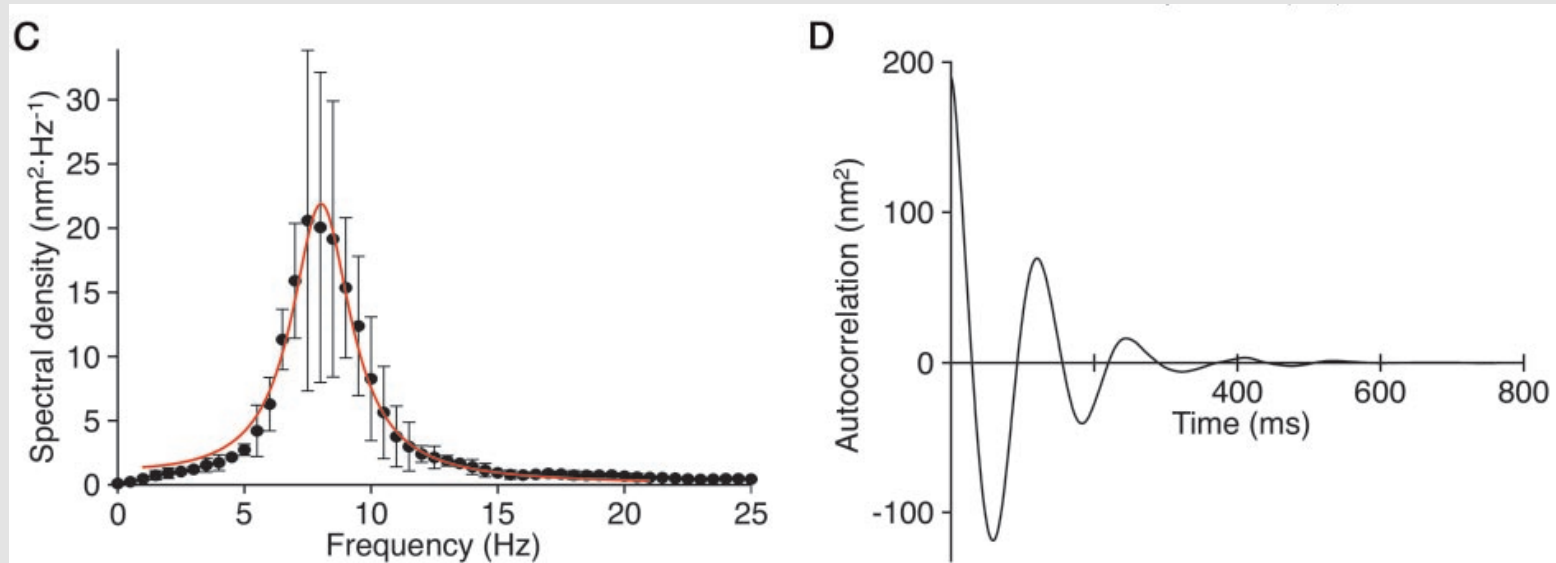 C
Spectral density (nm²·Hz⁻¹)
30
25
20
15
10
5
0
0 5 10 15 20 25
Frequency (Hz)
D
Autocorrelation (nm²)
200
100
0
-100
400 600 800
Time (ms)